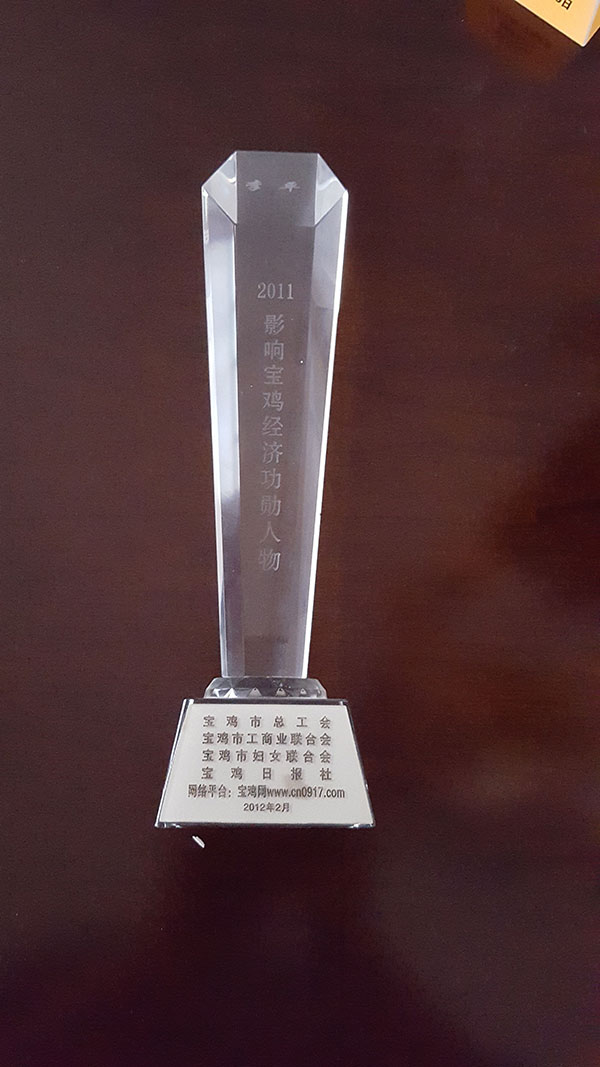 2011
影响宝鸡经济功勋人物
宝鸡市总工会
宝鸡市工商业联合会
宝鸡市妇女联合会
宝鸡日报社
网络平台：宝鸡网www.cn0917.com
2012年2月